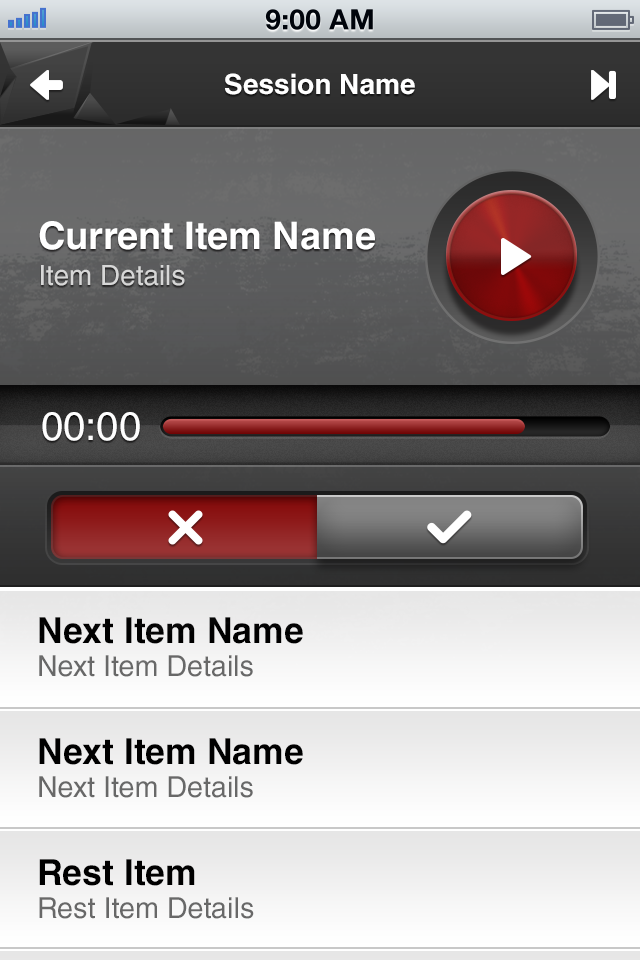 9:00 AM
Session Name
Current Item Name
Item Details
00:00
Next Item Name
Next Item Details
Next Item Name
Next Item Details
Rest Item
Rest Item Details